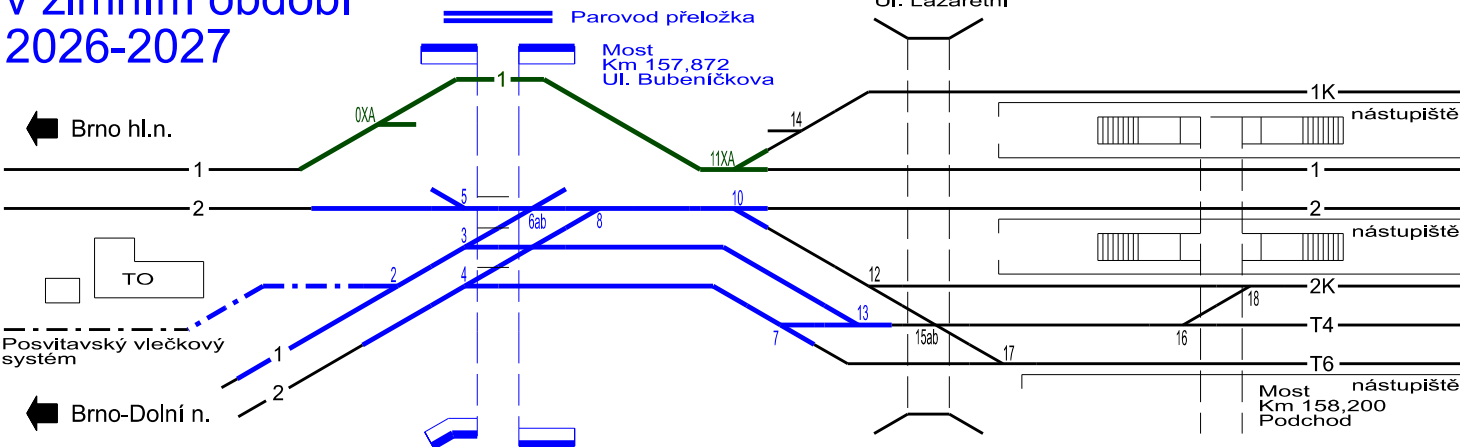 v zimním období
2026-2027
Parovod přeložka
Most
Km 157,872
Ul. Bubeníčkova
Ul. Lazaretní
Brno hl.n.
0XA
1
14
1K
nástupiště
1
11XA
1
2
5
6ab
8
10
2
nástupiště
3
TO
2
4
12
2K
18
13
T4
Posvitavský vlečkový
systém
7
15ab
16
1
17
T6
2
nástupiště
Brno-Dolní n.
Most
Km 158,200
Podchod